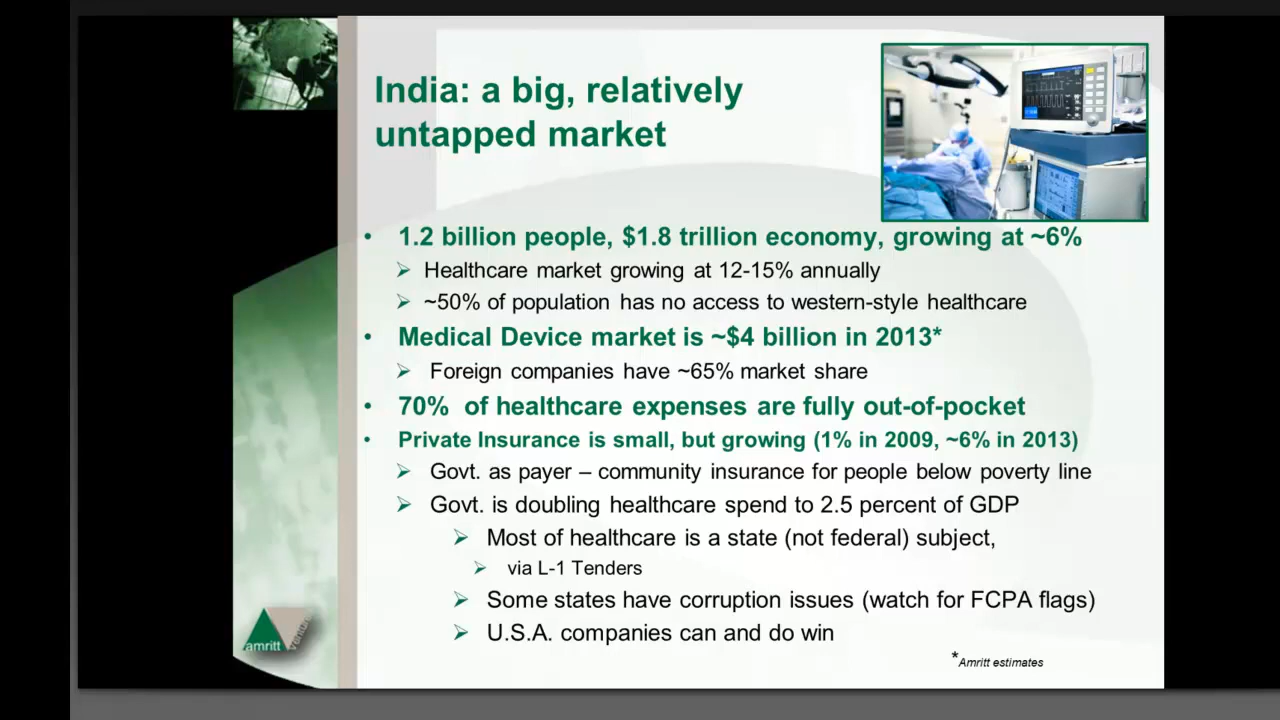 India: a big, relatively
untapped market
• 1.2 billion people, $1.8 trillion economy, growing at ~6%
➢ Healthcare market growing at 12-15% annually
➢ ~50% of population has no access to western-style healthcare
• Medical Device market is ~$4 billion in 2013*
➢ Foreign companies have ~65% market share
• 70% of healthcare expenses are fully out-of-pocket
• Private Insurance is small, but growing (1% in 2009, ~6% in 2013)
➢ Govt. as payer – community insurance for people below poverty line
➢ Govt. is doubling healthcare spend to 2.5 percent of GDP
➢ Most of healthcare is a state (not federal) subject,
➢ via L-1 Tenders
➢ Some states have corruption issues (watch for FCPA flags)
➢ U.S.A. companies can and do win
*Amritt estimates
amritt